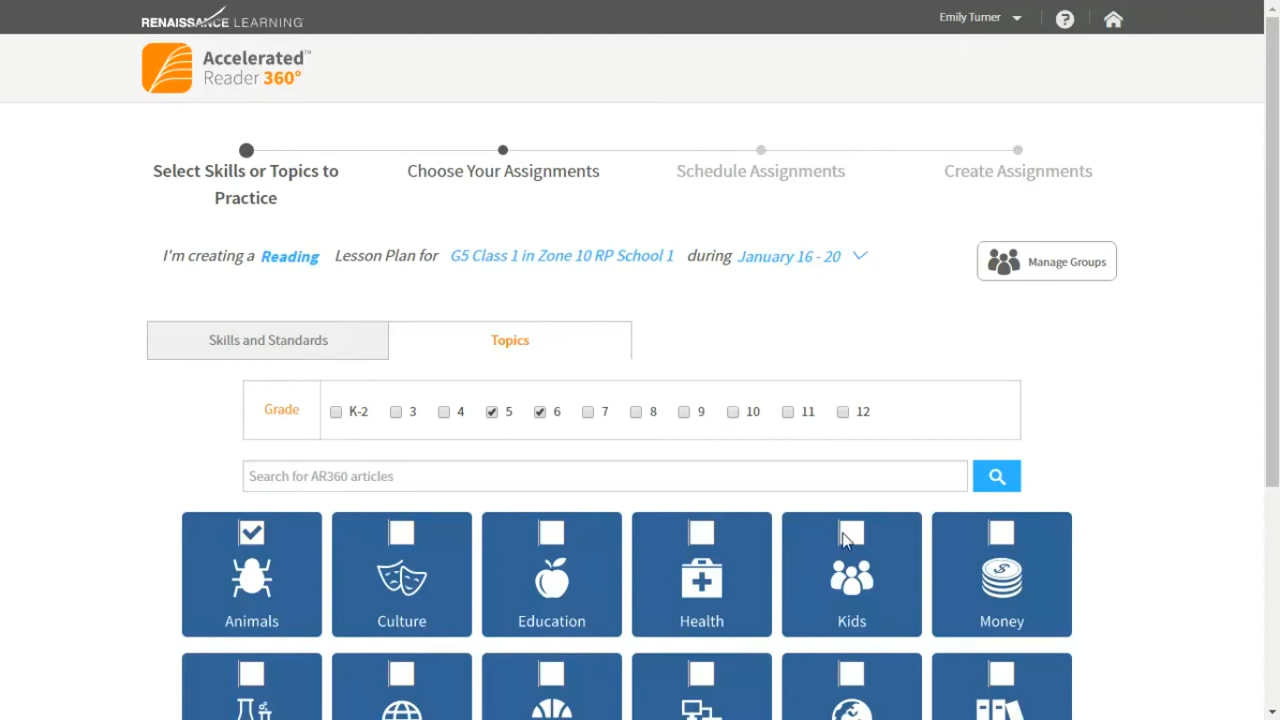 RENAISSANCE LEARNING
Emily Turner
?
Accelerated™
Reader 360°
Select Skills or Topics to
Practice
Choose Your Assignments
Schedule Assignments
Create Assignments
I'm creating a Reading Lesson Plan for G5 Class 1 in Zone 10 RP School 1 during January 16 - 20
Manage Groups
Skills and Standards
Topics
Grade
K-2 3 4 5 6 7 8 9 10 11 12
Search for AR360 articles
Animals
Culture
Education
Health
Kids
$
Money